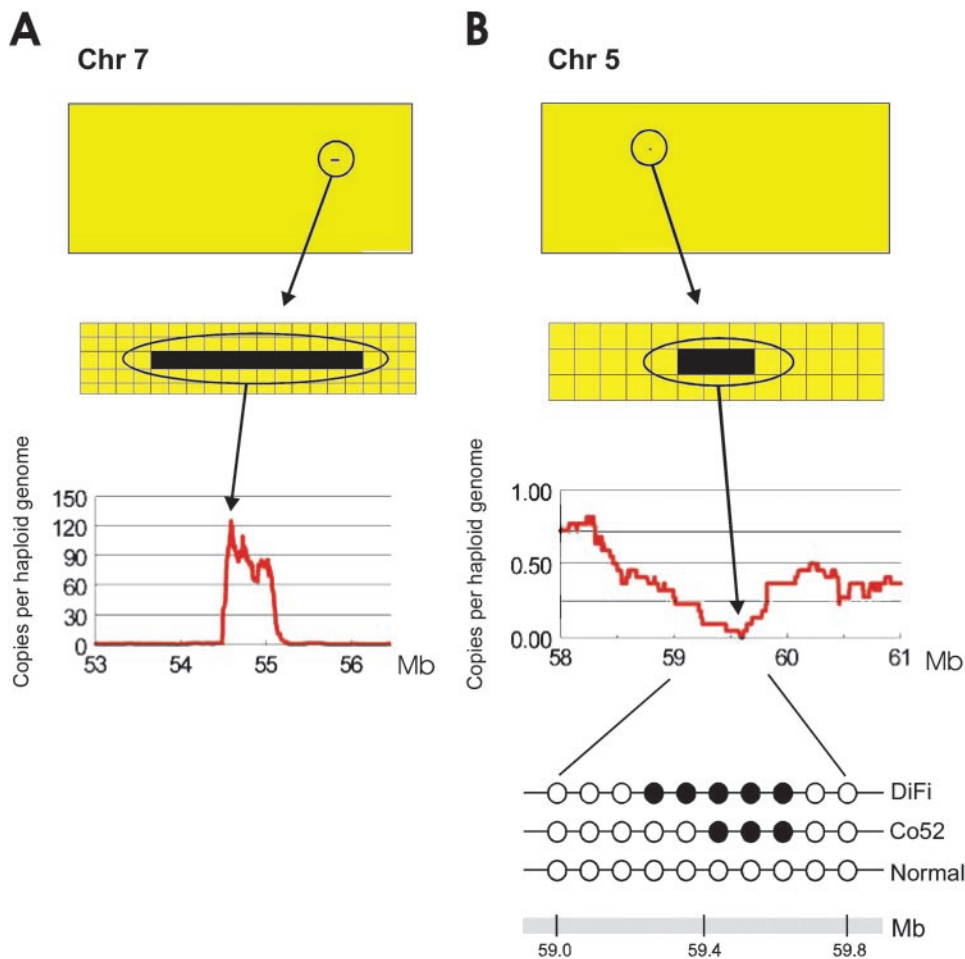 A
Chr 7
Copies per haploid genome
150
120
90
60
30
0
53 54 55 56 Mb
B
Chr 5
Copies per haploid genome
1.00
0.50
0.00
58 59 60 61 Mb
DiFi
Co52
Normal
Mb
59.0 59.4 59.8